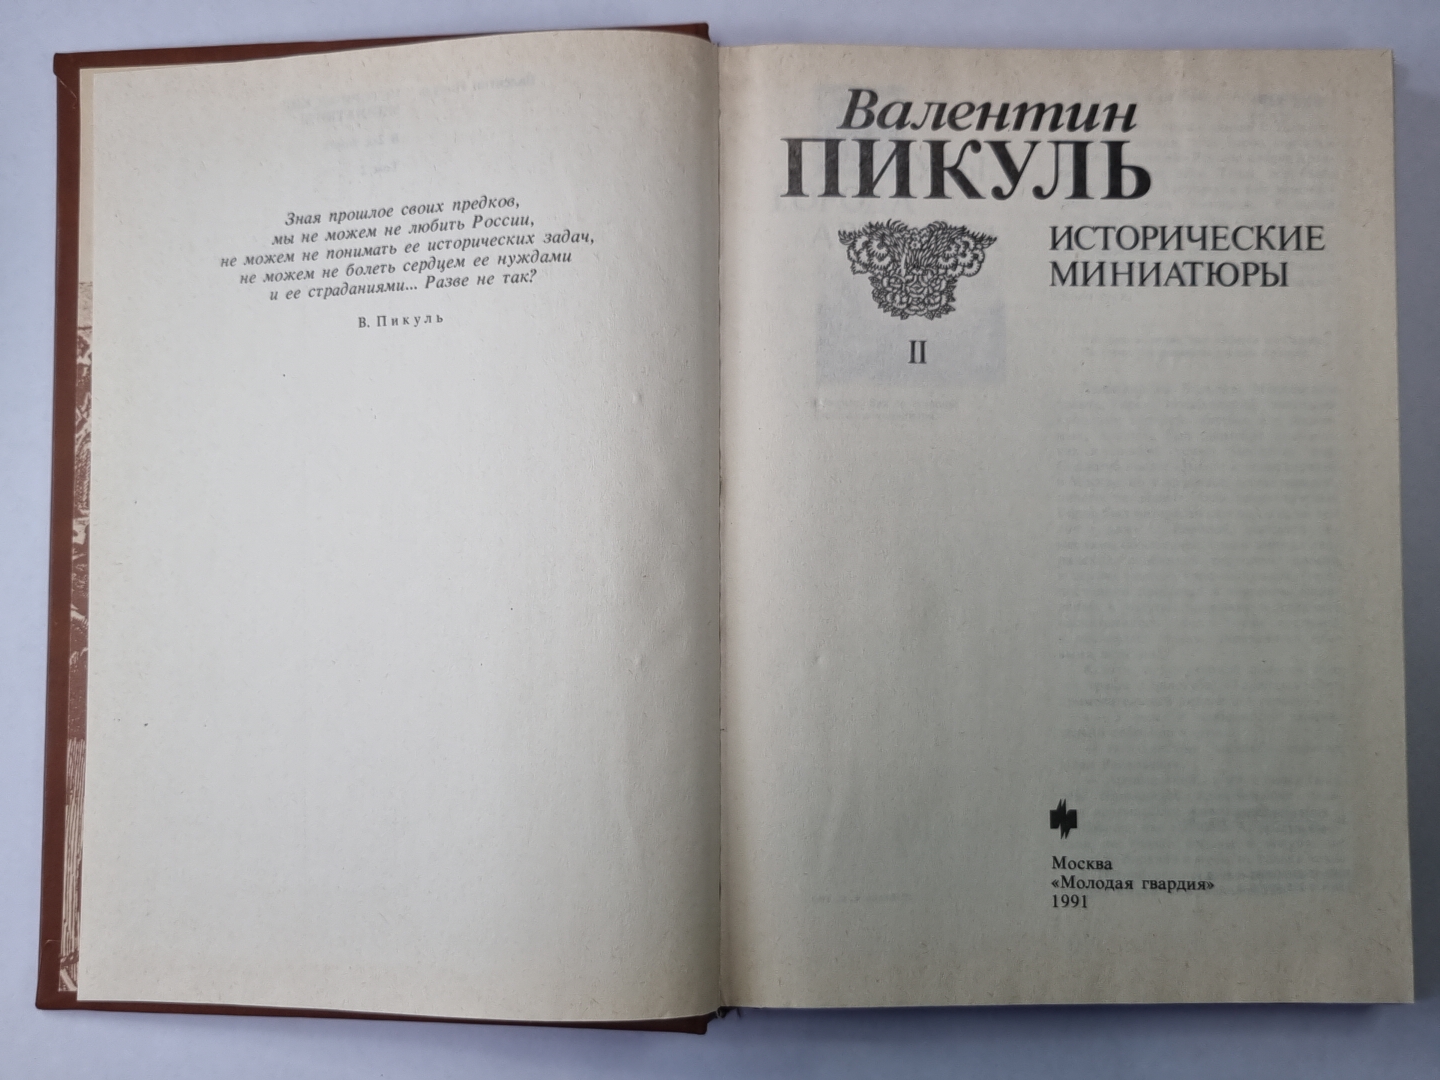 Зная прошлое своих предков,
мы не можем не любить России,
не можем не понимать ее исторических задач,
не можем не болеть сердцем ее нуждами
и ее страданиями... Разве не так?
В. Пикуль
Валентин
ПИКУЛЬ
ИСТОРИЧЕСКИЕ
МИНИАТЮРЫ
II
Москва
«Молодая гвардия»
1991